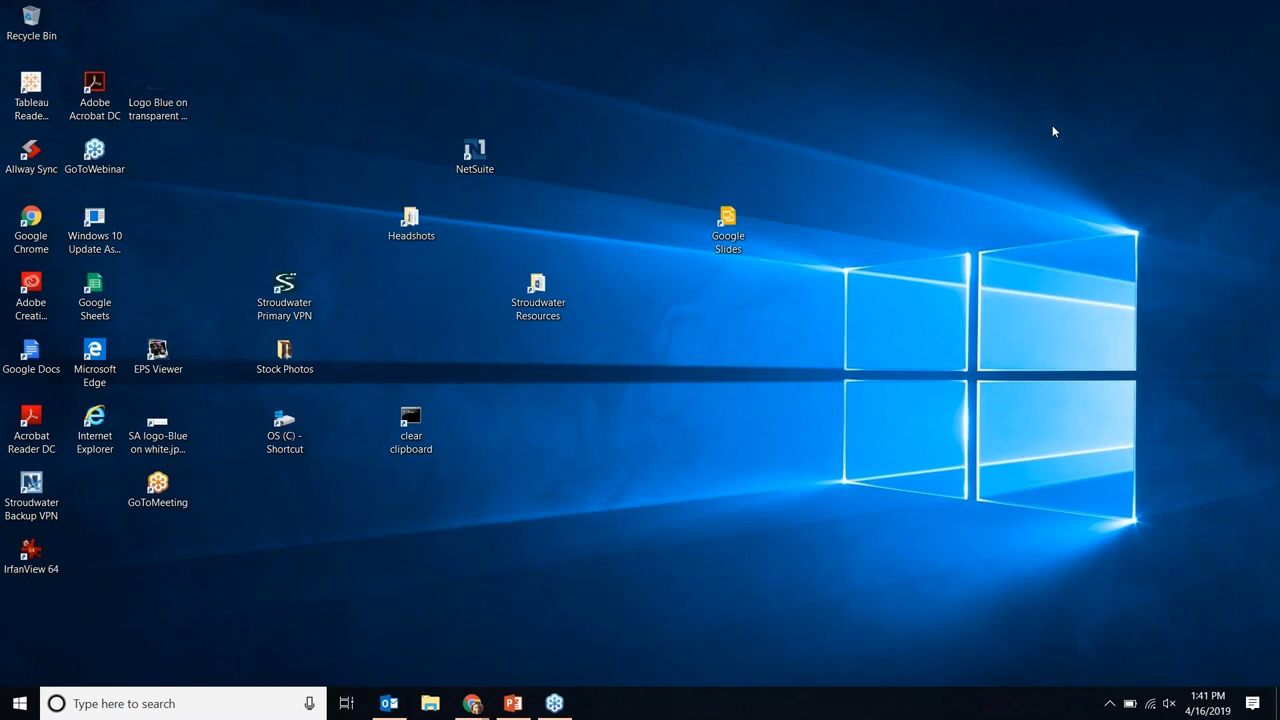 Recycle Bin
Tableau
Reade...
Adobe
Acrobat DC
Logo Blue on
transparent ...
Allway Sync
GoToWebinar
NetSuite
Google
Chrome
Windows 10
Update As...
Headshots
Google
Slides
Adobe
Creati...
Google
Sheets
Stroudwater
Primary VPN
Stroudwater
Resources
Google Docs
Microsoft
Edge
EPS Viewer
Stock Photos
Acrobat
Reader DC
Internet
Explorer
SA logo-Blue
on white.jp...
OS (C) -
Shortcut
clear
clipboard
Stroudwater
Backup VPN
GoToMeeting
IrfanView 64
Type here to search
1:41 PM
4/16/2019